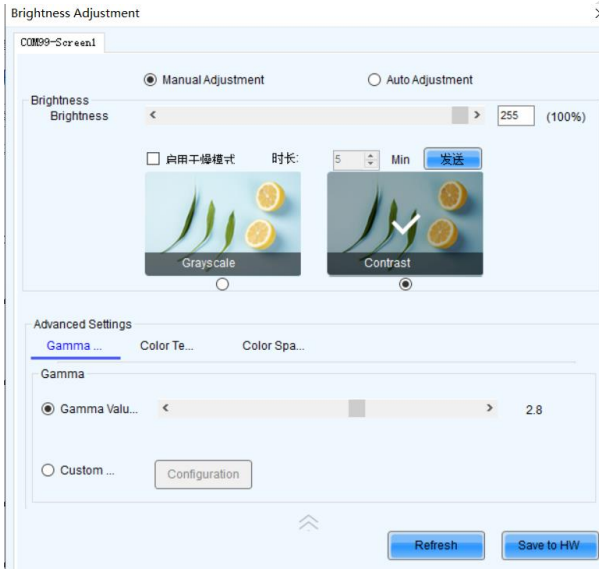 Brightness Adjustment
COM99-Screen1
Manual Adjustment Auto Adjustment
Brightness
Brightness 255 (100%)
启用干燥模式 时长: 5 Min 发送
Grayscale Contrast
Advanced Settings
Gamma ... Color Te... Color Spa...
Gamma
Gamma Valu... 2.8
Custom ... Configuration
Refresh Save to HW